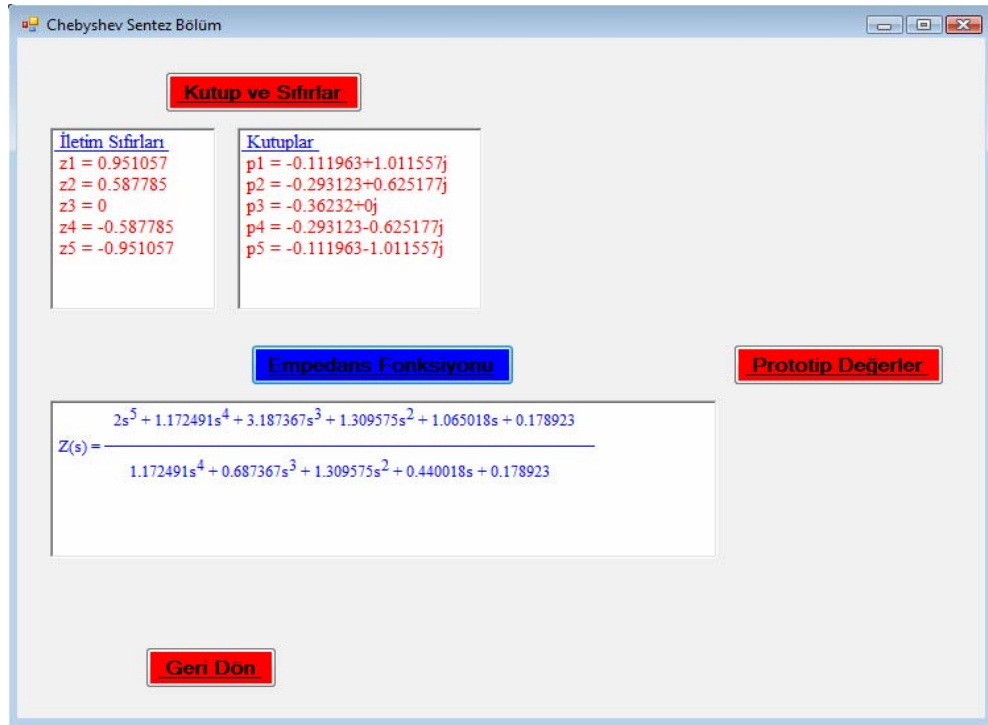 Chebyshev Sentez Bölüm
Kutup ve Sıfırlar
İletim Sıfırları
z1 = 0.951057
z2 = 0.587785
z3 = 0
z4 = -0.587785
z5 = -0.951057
Kutuplar
p1 = -0.111963+1.011557j
p2 = -0.293123+0.625177j
p3 = -0.36232+0j
p4 = -0.293123-0.625177j
p5 = -0.111963-1.011557j
Empedans Fonksiyonu
Prototip Değerler
2s⁵ + 1.172491s⁴ + 3.187367s³ + 1.309575s² + 1.065018s + 0.178923
Z(s) =
1.172491s⁴ + 0.687367s³ + 1.309575s² + 0.440018s + 0.178923
Geri Dön